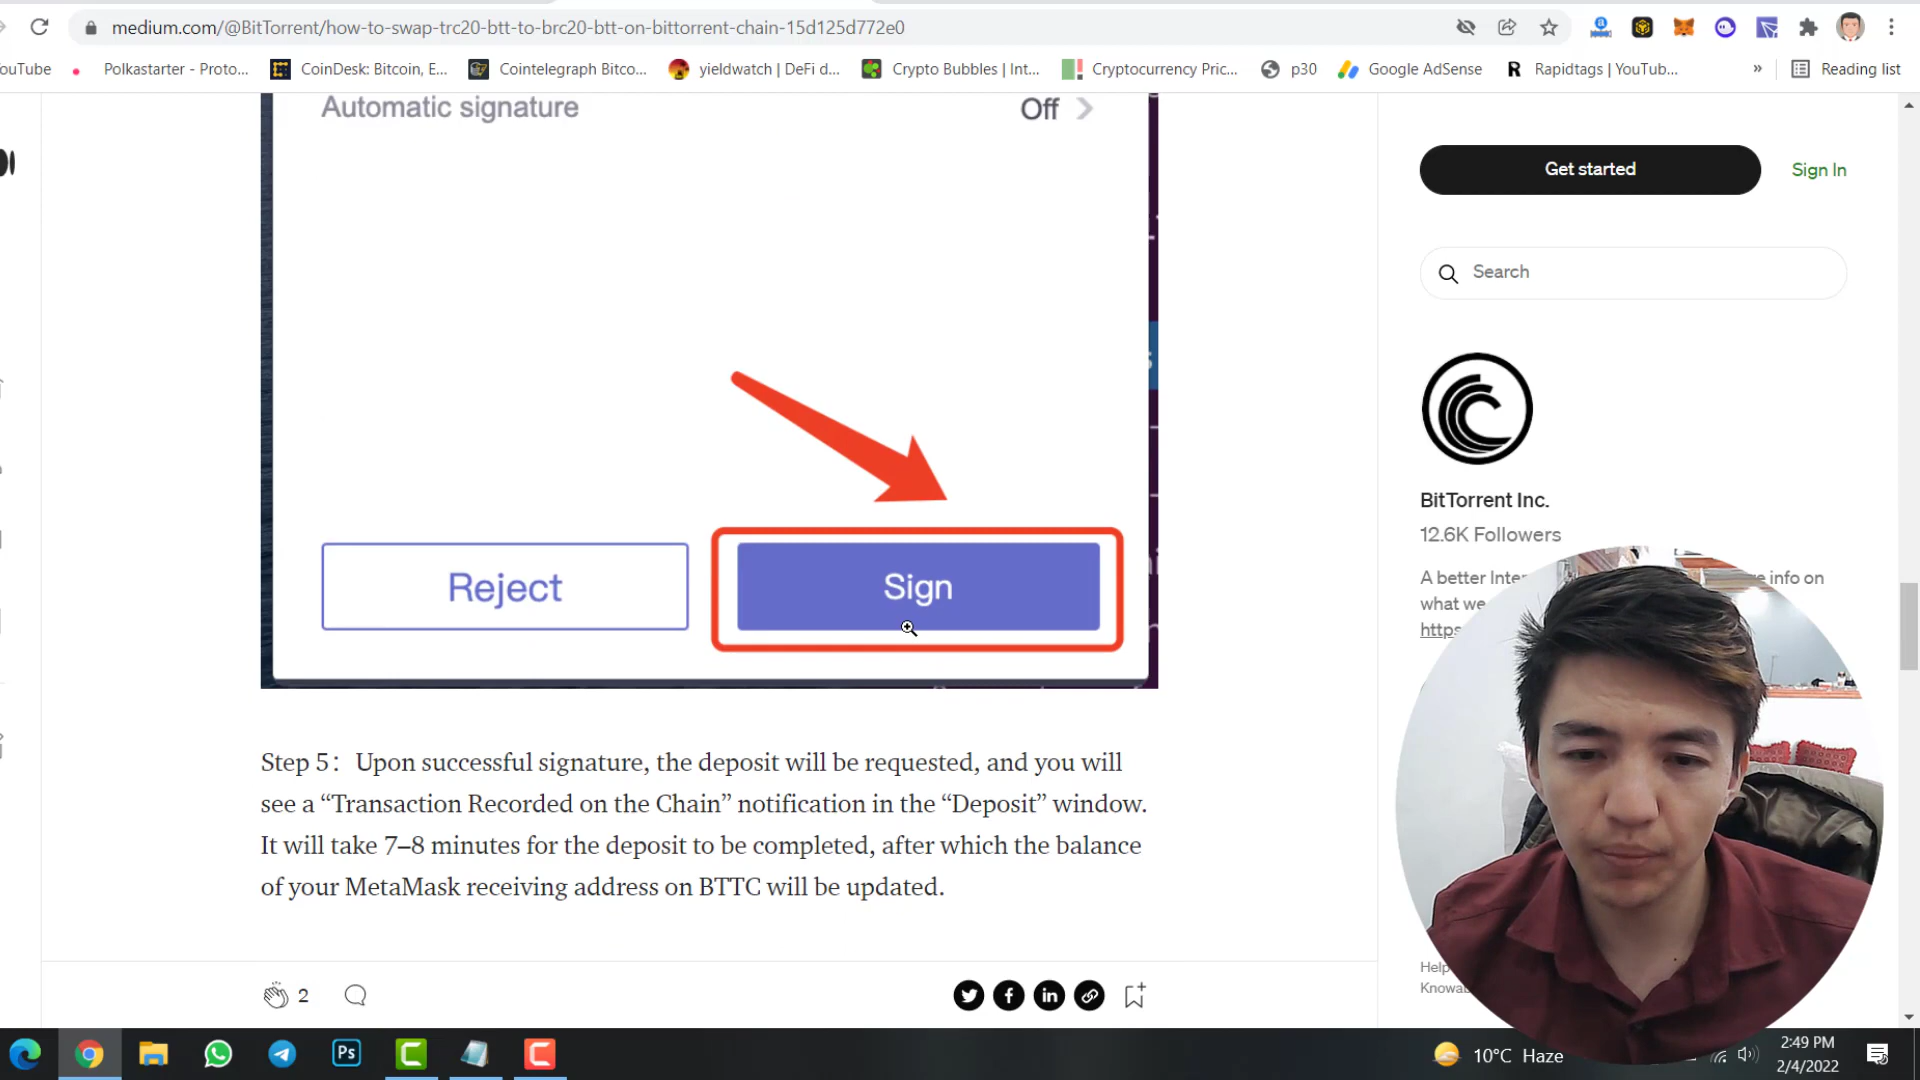 medium.com/@BitTorrent/how-to-swap-trc20-btt-to-brc20-btt-on-bittorrent-chain-15d125d772e0
ouTube
Polkastarter - Proto...
CoinDesk: Bitcoin, E...
Cointelegraph Bitco...
yieldwatch | DeFi d...
Crypto Bubbles | Int...
Cryptocurrency Pric...
p30
Google AdSense
Rapidtags | YouTub...
»
Reading list
Automatic signature
Off
Get started
Sign In
Search
BitTorrent Inc.
12.6K Followers
A better Inter
e info on
what we
https
Reject
Sign
Step 5： Upon successful signature, the deposit will be requested, and you will
see a “Transaction Recorded on the Chain” notification in the “Deposit” window.
It will take 7–8 minutes for the deposit to be completed, after which the balance
of your MetaMask receiving address on BTTC will be updated.
2
Help
Knowa
Ps
10°C Haze
2:49 PM
2/4/2022